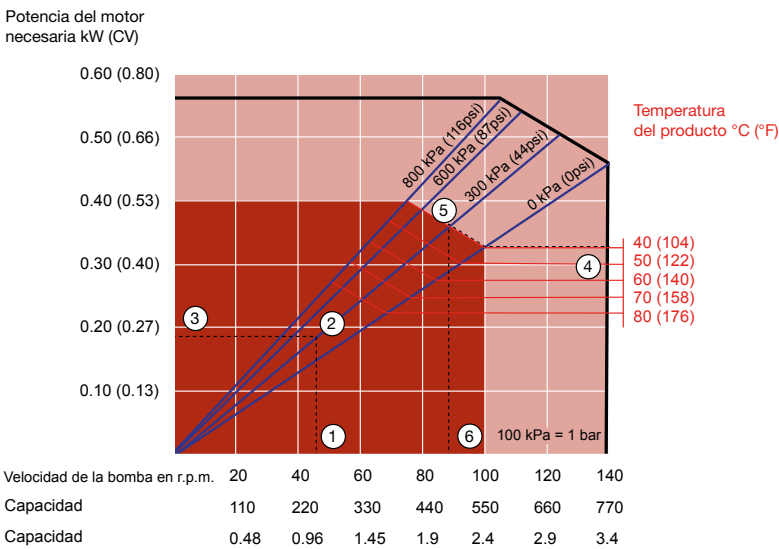 Potencia del motor
necesaria kW (CV)
0.60 (0.80)
0.50 (0.66)
0.40 (0.53)
0.30 (0.40)
0.20 (0.27)
0.10 (0.13)
800 kPa (116psi)
600 kPa (87psi)
300 kPa (44psi)
0 kPa (0psi)
Temperatura
del producto °C (°F)
40 (104)
50 (122)
60 (140)
70 (158)
80 (176)
5
4
3
2
1
6
100 kPa = 1 bar
Velocidad de la bomba en r.p.m. 20 40 60 80 100 120 140
Capacidad 110 220 330 440 550 660 770
Capacidad 0.48 0.96 1.45 1.9 2.4 2.9 3.4